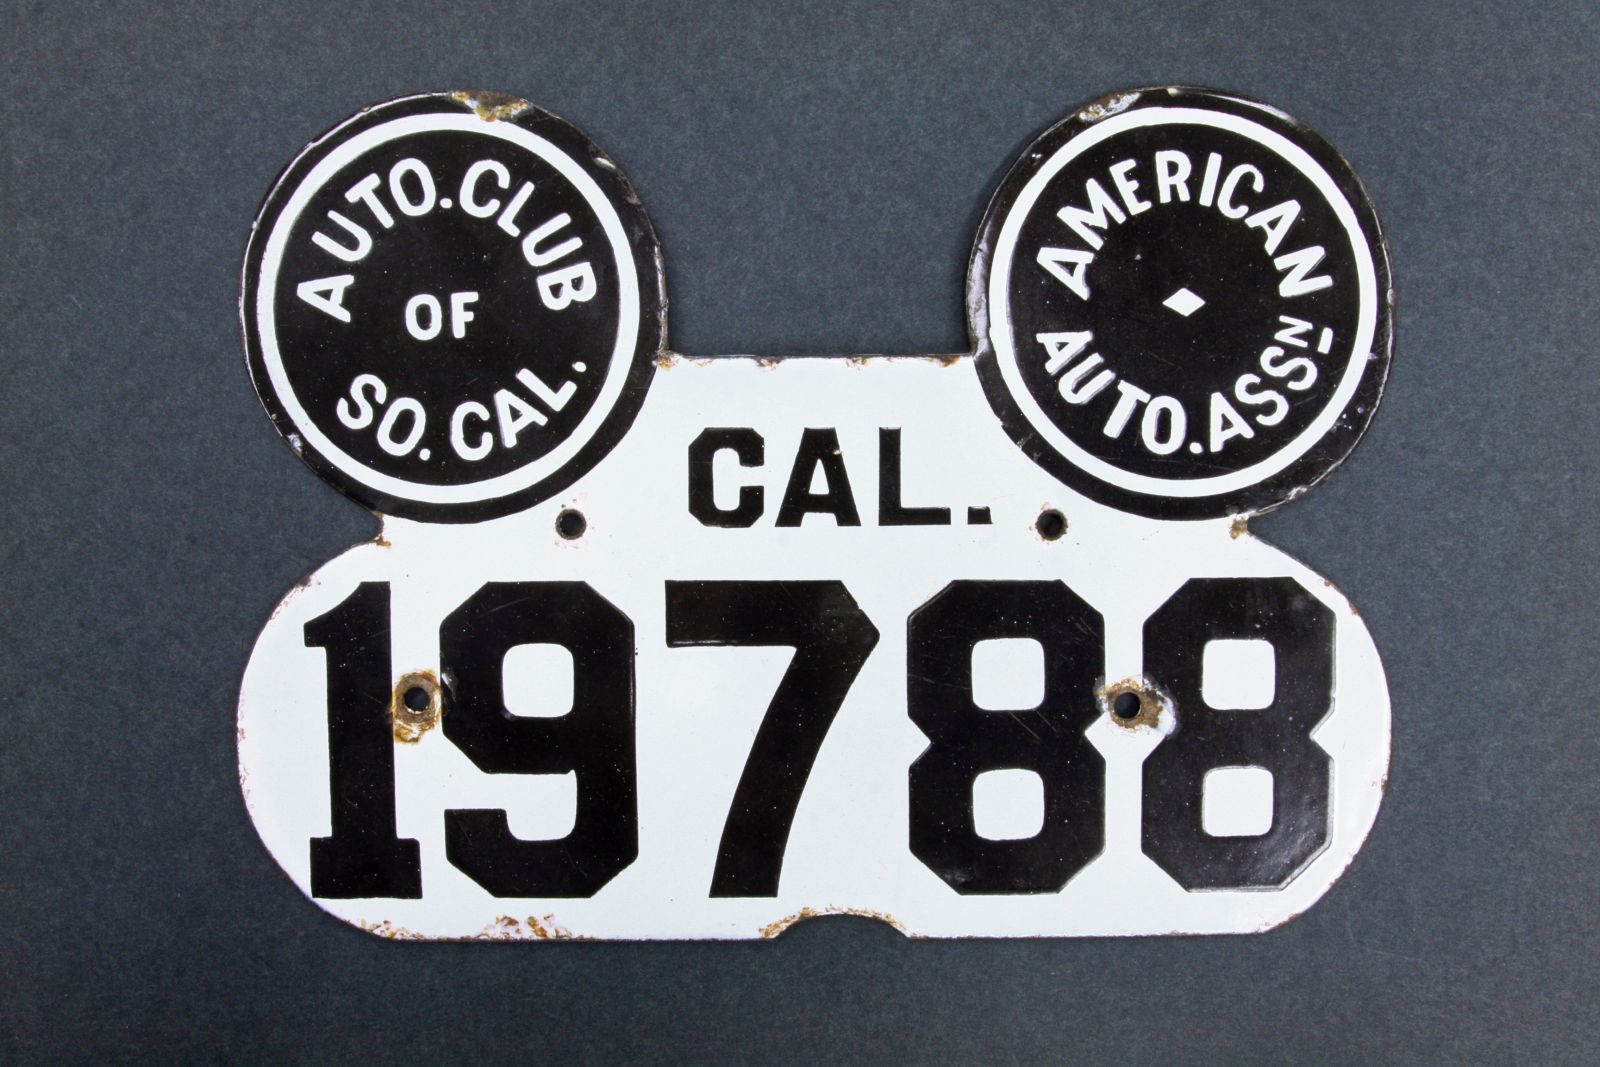 AUTO. CLUB
OF
SO. CAL.
AMERICAN
AUTO. ASSN
CAL.
19788